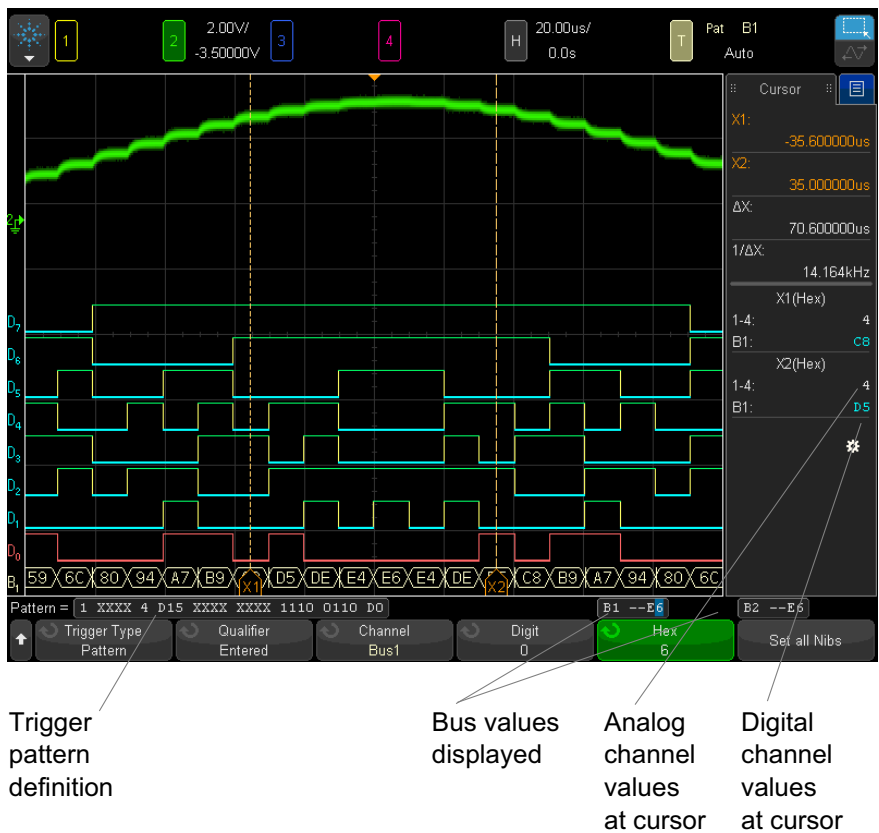 1 2 2.00V/ -3.50000V 3 4 H 20.00us/ 0.0s T Pat B1 Auto
Cursor
X1:
-35.600000us
X2:
35.000000us
ΔX:
70.600000us
1/ΔX:
14.164kHz
X1(Hex)
1-4: 4
B1: C8
X2(Hex)
1-4: 4
B1: D5
2
D7
D6
D5
D4
D3
D2
D1
D0
B1 59 6C 80 94 A7 B9 X1 D5 DE E4 E6 E4 DE X2 C8 B9 A7 94 80 6C
Pattern = 1 XXXX 4 D15 XXXX XXXX 1110 0110 D0 B1 --E6 B2 --E6
Trigger Type
Pattern
Qualifier
Entered
Channel
Bus1
Digit
0
Hex
6
Set all Nibs
Trigger
pattern
definition
Bus values
displayed
Analog
channel
values
at cursor
Digital
channel
values
at cursor